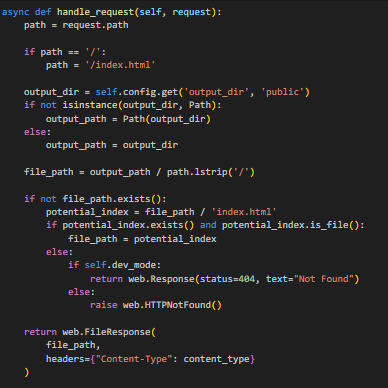 async def handle_request(self, request):
    path = request.path

    if path == '/':
        path = '/index.html'

    output_dir = self.config.get('output_dir', 'public')
    if not isinstance(output_dir, Path):
        output_path = Path(output_dir)
    else:
        output_path = output_dir

    file_path = output_path / path.lstrip('/')

    if not file_path.exists():
        potential_index = file_path / 'index.html'
        if potential_index.exists() and potential_index.is_file():
            file_path = potential_index
        else:
            if self.dev_mode:
                return web.Response(status=404, text="Not Found")
            else:
                raise web.HTTPNotFound()

    return web.FileResponse(
        file_path,
        headers={"Content-Type": content_type}
    )